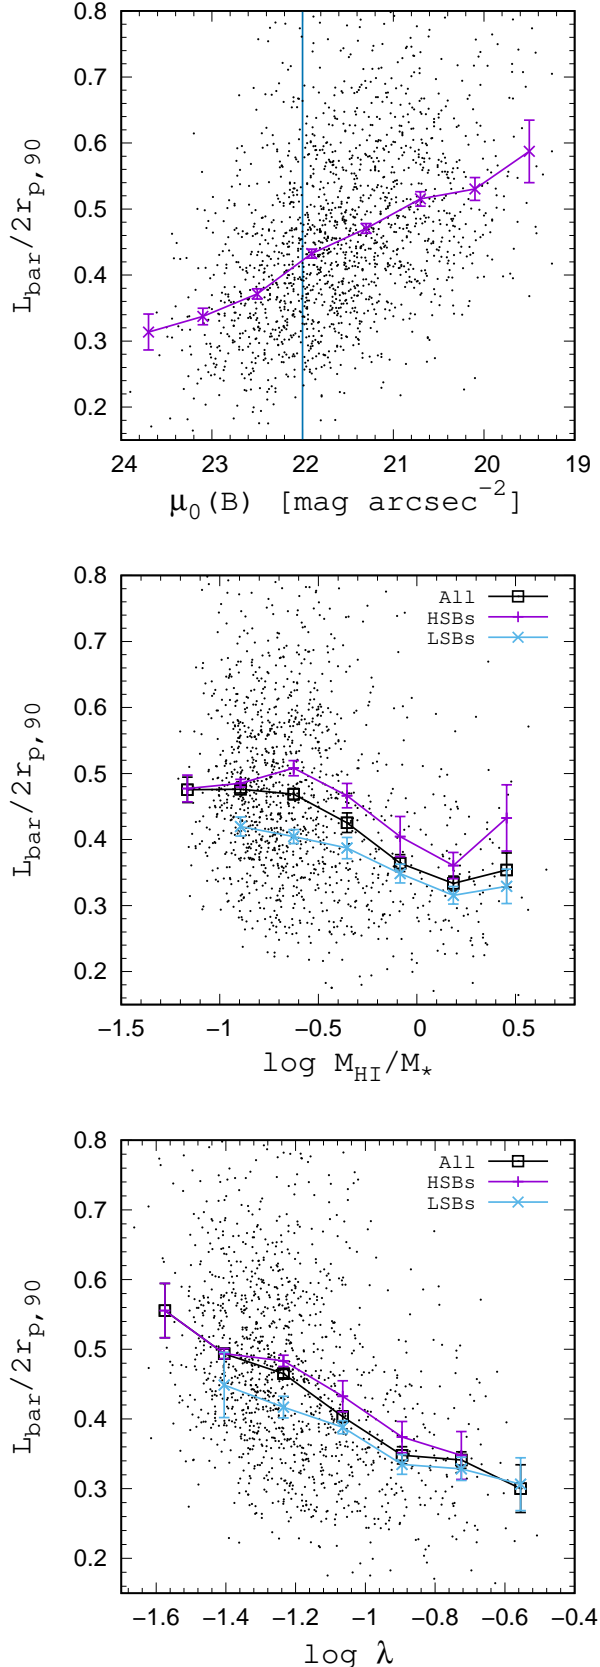 0.8
0.7
0.6
0.5
0.4
0.3
0.2
L_bar/2r_p,90
24 23 22 21 20 19
μ_0(B) [mag arcsec^−2]
0.8
0.7
0.6
0.5
0.4
0.3
0.2
All
HSBs
LSBs
L_bar/2r_p,90
−1.5 −1 −0.5 0 0.5
log M_HI/M_*
0.8
0.7
0.6
0.5
0.4
0.3
0.2
All
HSBs
LSBs
L_bar/2r_p,90
−1.6 −1.4 −1.2 −1 −0.8 −0.6 −0.4
log λ